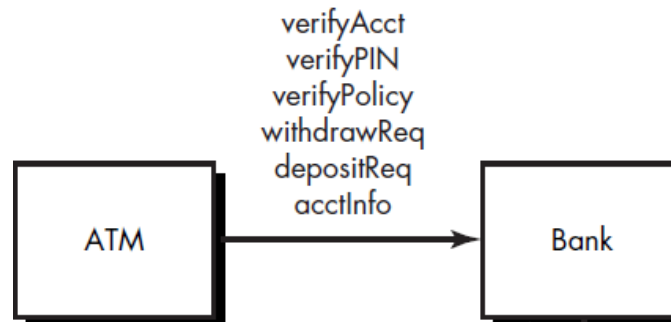 verifyAcct
verifyPIN
verifyPolicy
withdrawReq
depositReq
acctInfo
ATM
Bank